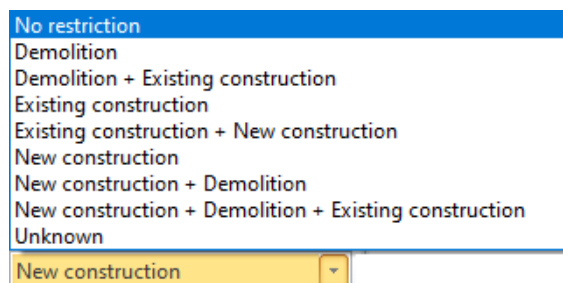 No restriction
Demolition
Demolition + Existing construction
Existing construction
Existing construction + New construction
New construction
New construction + Demolition
New construction + Demolition + Existing construction
Unknown
New construction